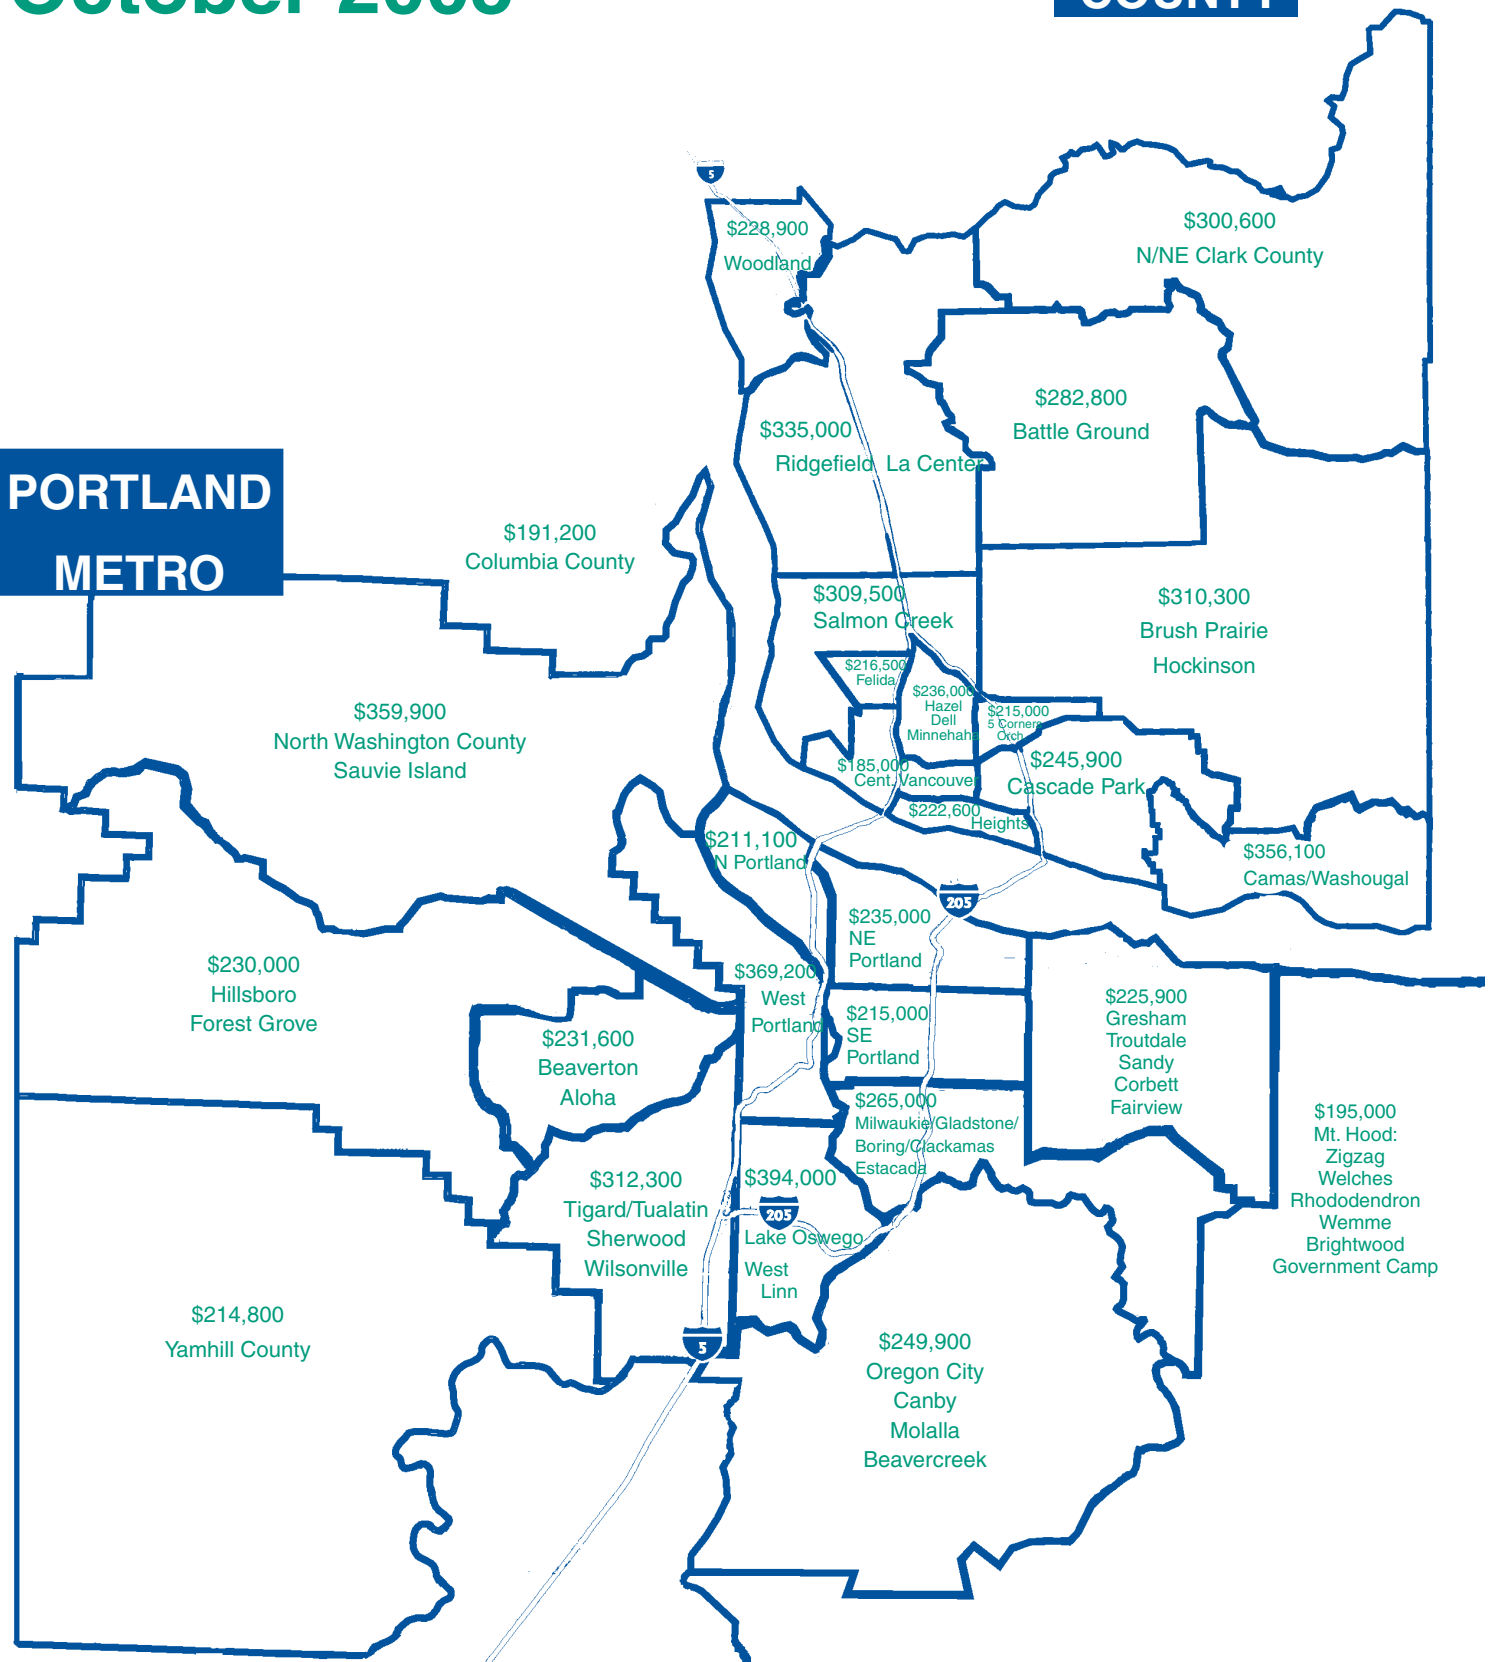 5
$228,900
Woodland
$300,600
N/NE Clark County
$282,800
Battle Ground
$335,000
Ridgefield La Center
PORTLAND
METRO
$191,200
Columbia County
$309,500
Salmon Creek
$310,300
Brush Prairie
Hockinson
$216,500
Felida
$236,000
Hazel
Dell
Minnehaha
$215,000
5 Corners
Orch
$359,900
North Washington County
Sauvie Island
$185,000
Cent. Vancouver
$245,900
Cascade Park
$222,600
Heights
$211,100
N Portland
$356,100
Camas/Washougal
205
$235,000
NE
Portland
$230,000
Hillsboro
Forest Grove
$369,200
West
Portland
$215,000
SE
Portland
$225,900
Gresham
Troutdale
Sandy
Corbett
Fairview
$231,600
Beaverton
Aloha
$265,000
Milwaukie/Gladstone/
Boring/Clackamas
Estacada
$195,000
Mt. Hood:
Zigzag
Welches
Rhododendron
Wemme
Brightwood
Government Camp
$312,300
Tigard/Tualatin
Sherwood
Wilsonville
$394,000
205
Lake Oswego
West
Linn
$214,800
Yamhill County
5
$249,900
Oregon City
Canby
Molalla
Beavercreek